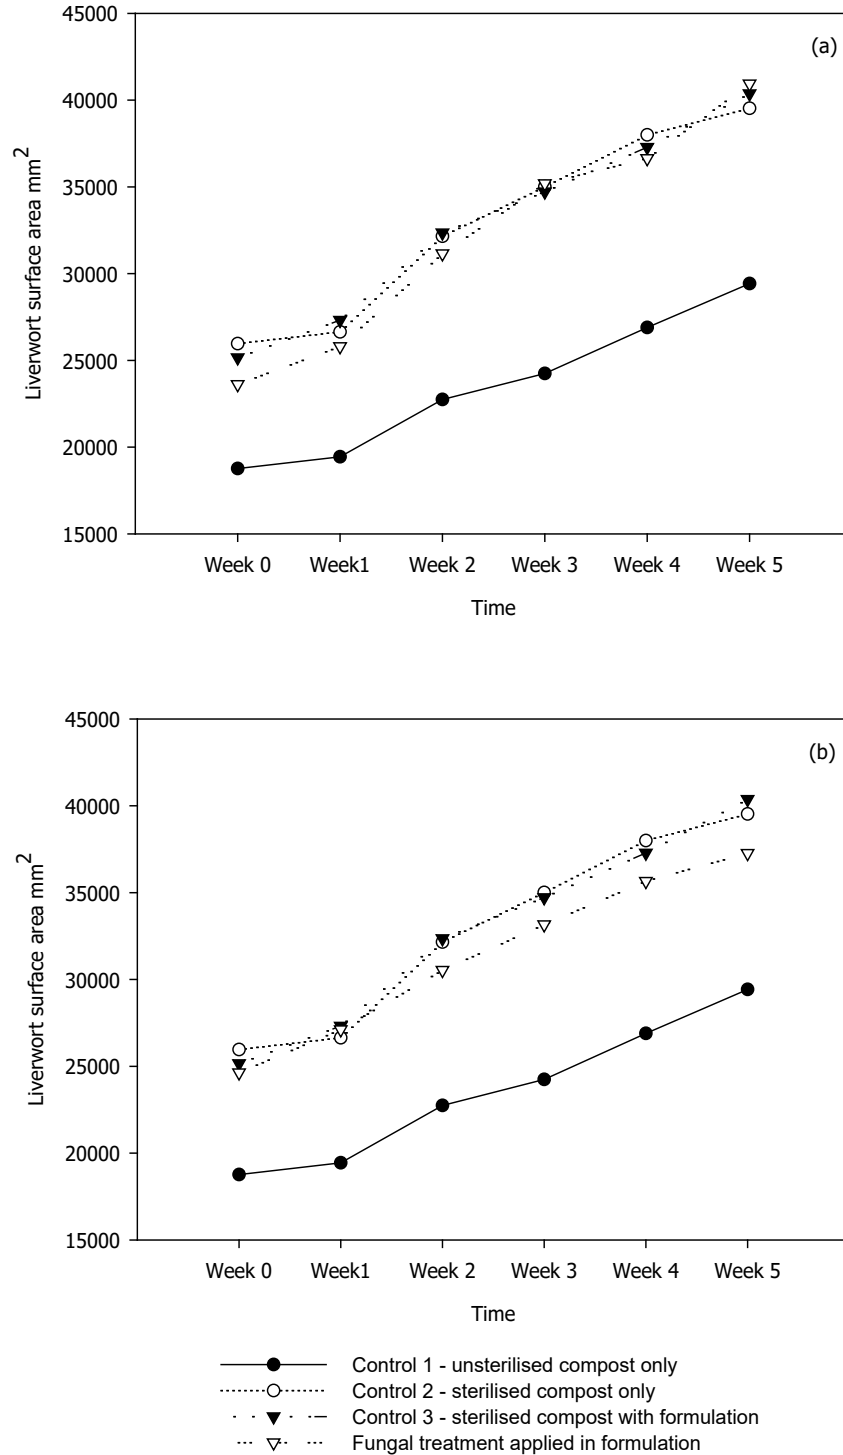 45000
(a)
40000
35000
30000
25000
20000
15000
Liverwort surface area mm²
Week 0 Week1 Week 2 Week 3 Week 4 Week 5
Time
45000
(b)
40000
35000
30000
25000
20000
15000
Liverwort surface area mm²
Week 0 Week1 Week 2 Week 3 Week 4 Week 5
Time
Control 1 - unsterilised compost only
Control 2 - sterilised compost only
Control 3 - sterilised compost with formulation
Fungal treatment applied in formulation